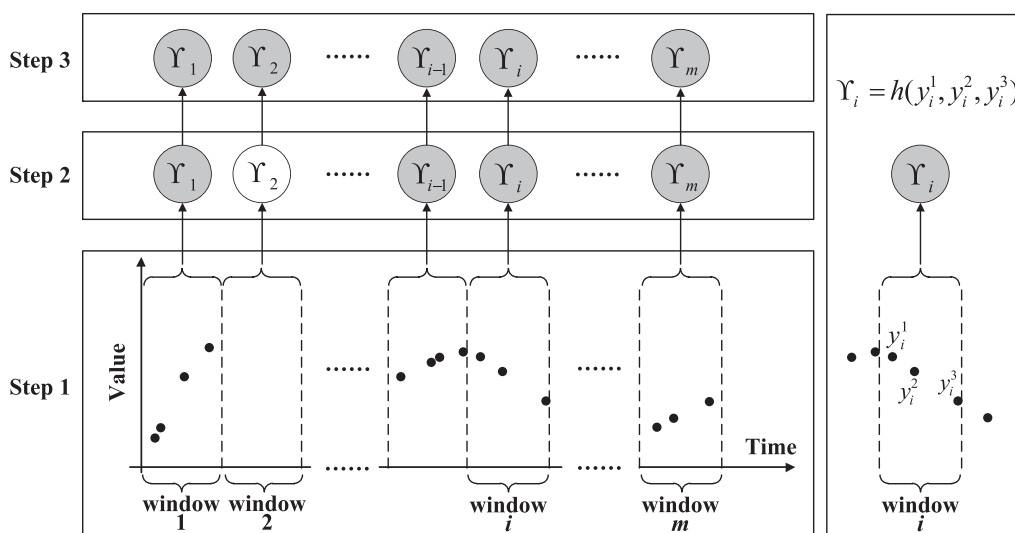 Step 3
ϒ₁ ϒ₂ ...... ϒᵢ₋₁ ϒᵢ ...... ϒₘ
Step 2
ϒ₁ ϒ₂ ...... ϒᵢ₋₁ ϒᵢ ...... ϒₘ
Step 1
Value
...... ......
Time
...... ......
window 1
window 2
window i
window m
ϒᵢ = h(yᵢ¹, yᵢ², yᵢ³)
ϒᵢ
yᵢ¹
yᵢ²
yᵢ³
window i